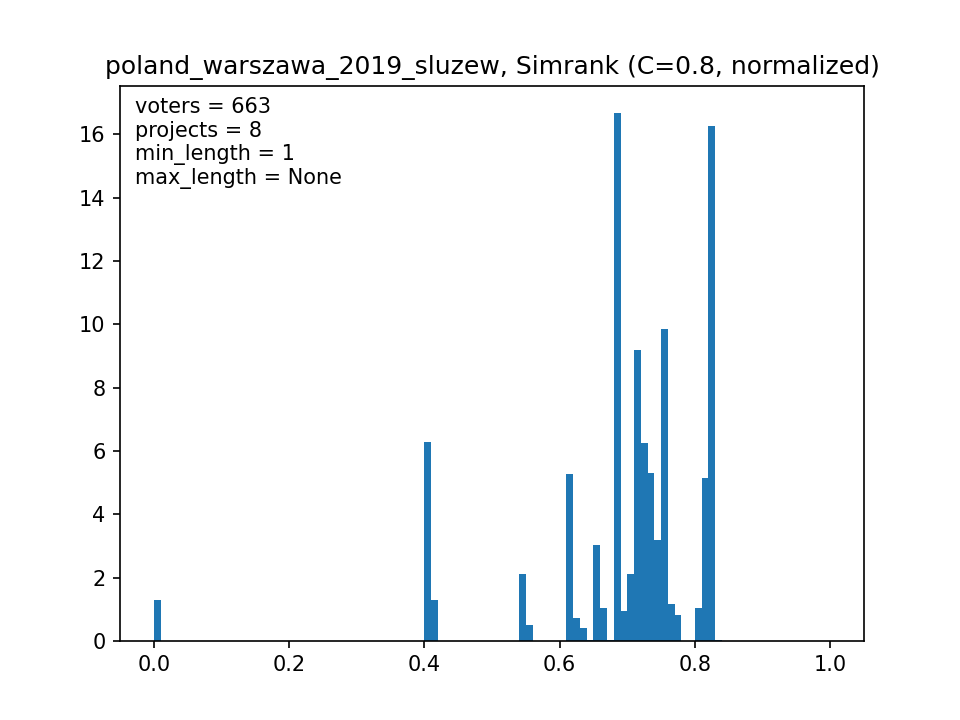 poland_warszawa_2019_sluzew, Simrank (C=0.8, normalized)
voters = 663
projects = 8
min_length = 1
max_length = None
16
14
12
10
8
6
4
2
0
0.0 0.2 0.4 0.6 0.8 1.0